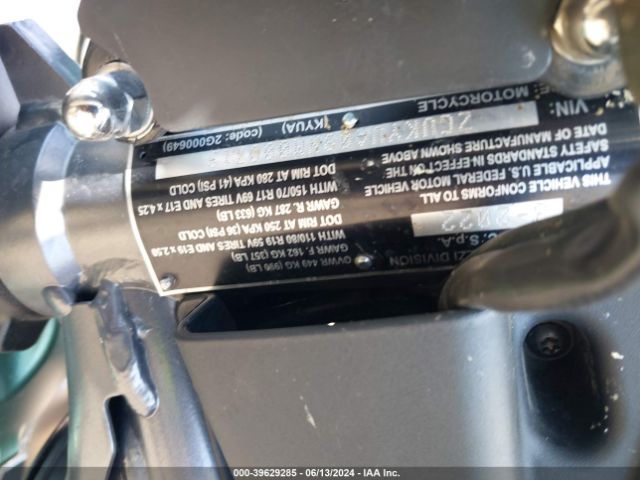 ZZI DIVISION
C. S.p.A
-2022
GVWR 449 KG (990 LB)
GAWR. F. 162 KG (357 LB)
WITH 110/80 R19 59V TIRES AND E19 x 2.50
DOT RIM AT 250 KPA (36 PSI) COLD
GAWR. R. 287 KG (633 LB)
WITH 150/70 R17 69V TIRES AND E17 x 4.25
DOT RIM AT 280 KPA (41 PSI) COLD
THIS VEHICLE CONFORMS TO ALL
APPLICABLE U.S. FEDERAL MOTOR VEHICLE
SAFETY STANDARDS IN EFFECT ON THE
DATE OF MANUFACTURE SHOWN ABOVE
VIN:
MOTORCYCLE
(KYUA)
(code: 2G000649)
000-39629285 - 06/13/2024 - IAA Inc.